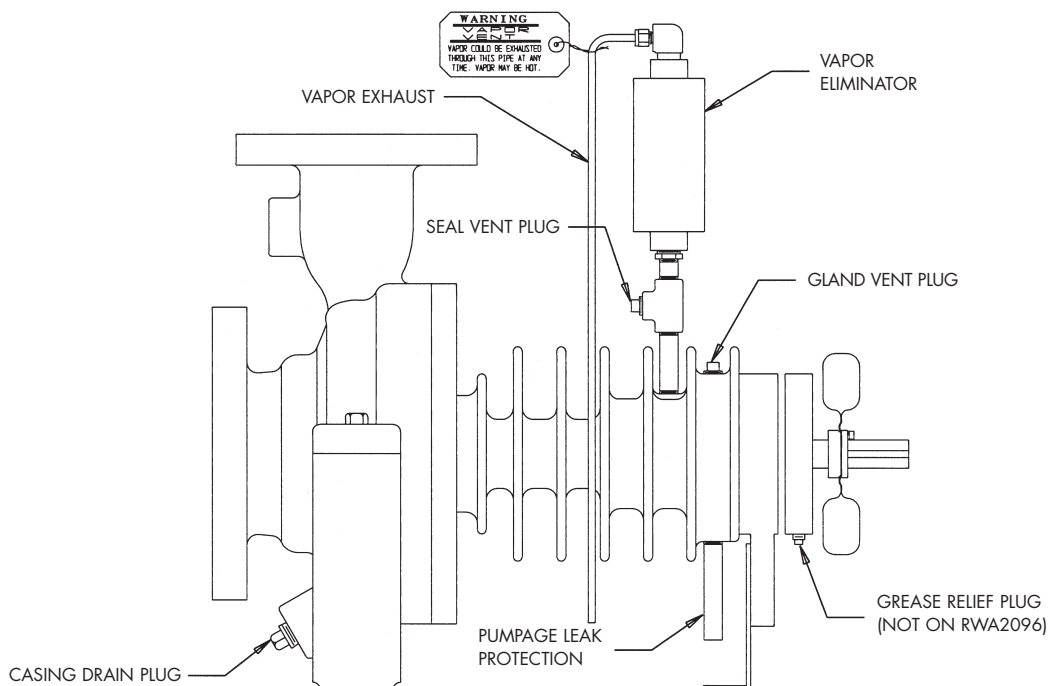 WARNING
VAPOR
VENT
VAPOR COULD BE EXHAUSTED
THROUGH THIS PIPE AT ANY
TIME. VAPOR MAY BE HOT.
VAPOR
ELIMINATOR
VAPOR EXHAUST
SEAL VENT PLUG
GLAND VENT PLUG
GREASE RELIEF PLUG
(NOT ON RWA2096)
PUMPAGE LEAK
PROTECTION
CASING DRAIN PLUG